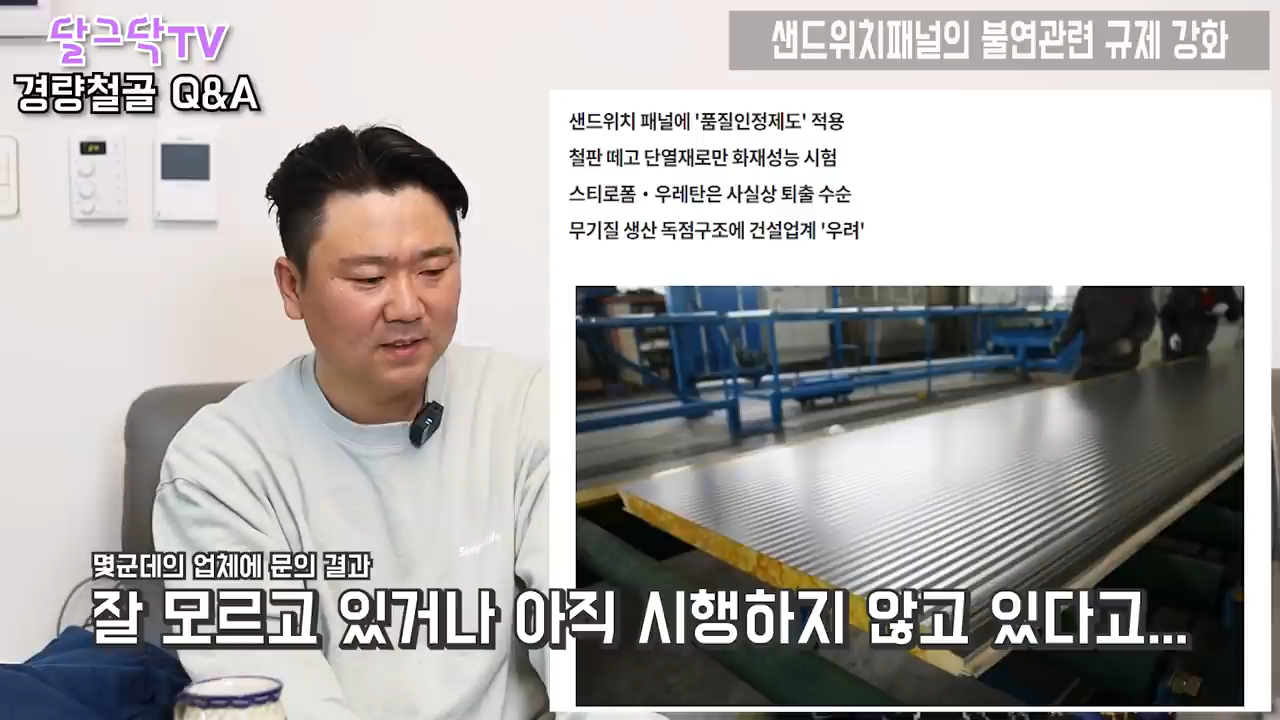 달그닥TV
경량철골 Q&A
샌드위치패널의 불연관련 규제 강화
샌드위치 패널에 '품질인정제도' 적용
철판 떼고 단열재로만 화재성능 시험
스티로폼・우레탄은 사실상 퇴출 수순
무기질 생산 독점구조에 건설업계 '우려'
몇군데의 업체에 문의 결과
잘 모르고 있거나 아직 시행하지 않고 있다고...